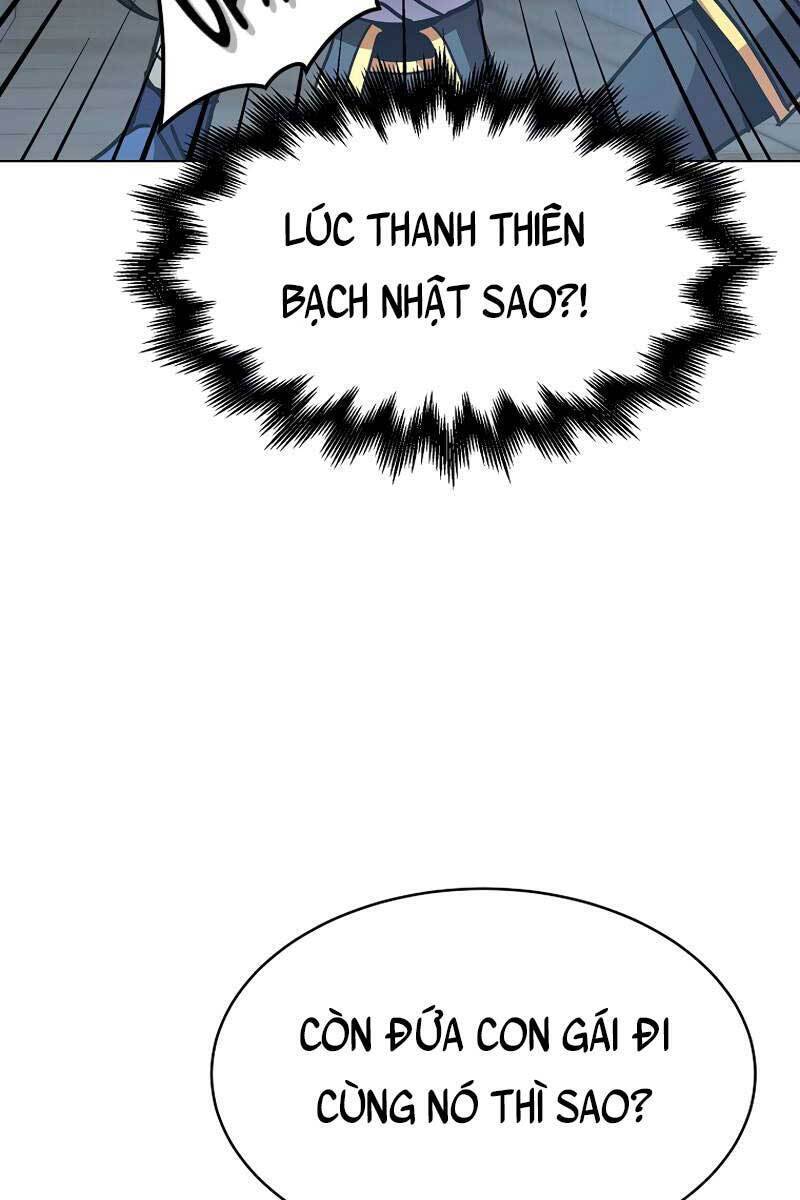 LÚC THANH THIÊN
BẠCH NHẬT SAO?!
CÒN ĐỨA CON GÁI ĐI
CÙNG NÓ THÌ SAO?